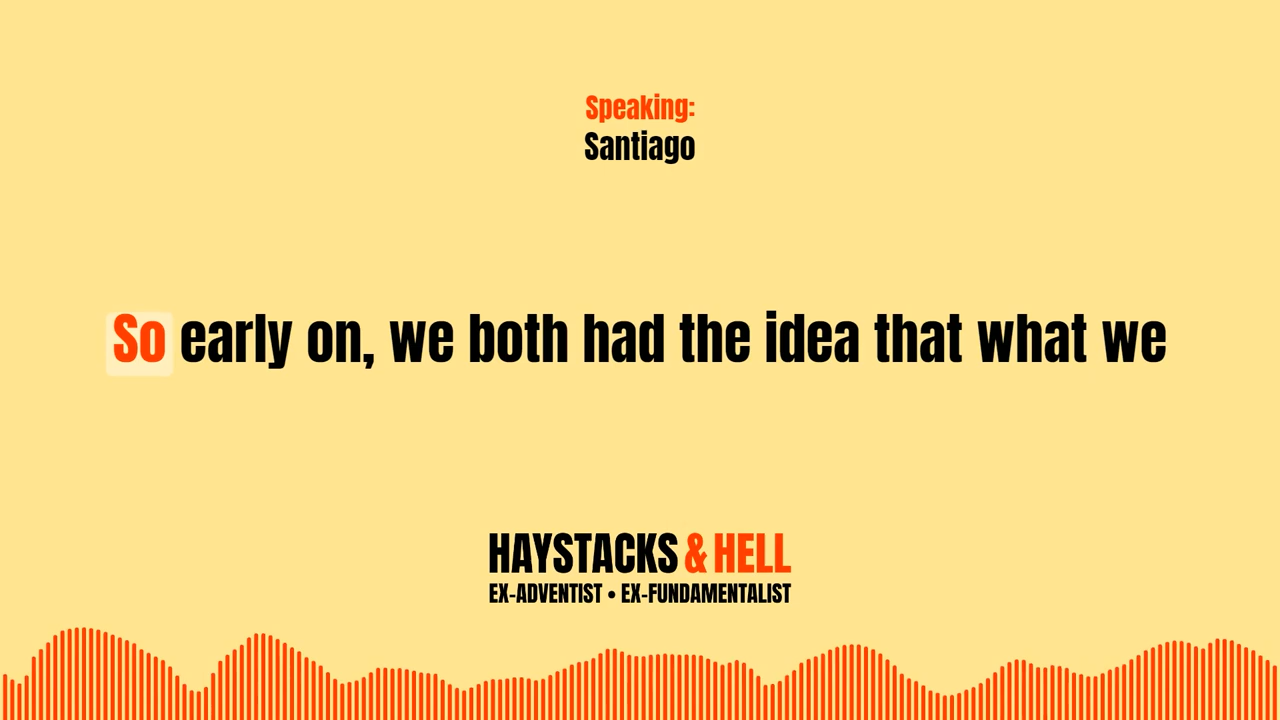 Speaking:
Santiago
So early on, we both had the idea that what we
HAYSTACKS & HELL
EX-ADVENTIST • EX-FUNDAMENTALIST